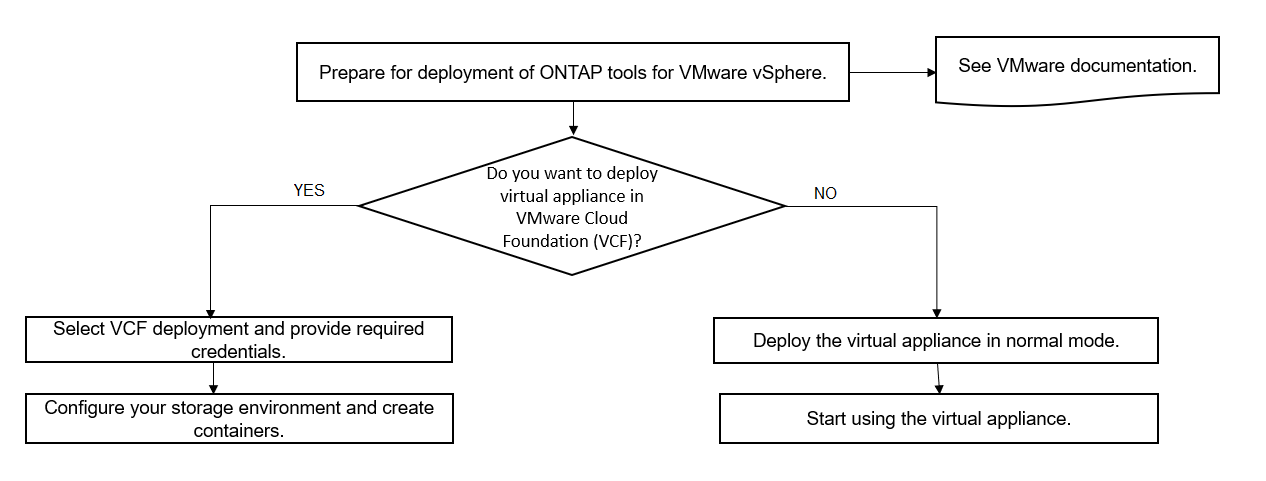 Prepare for deployment of ONTAP tools for VMware vSphere.
See VMware documentation.
Do you want to deploy
virtual appliance in
VMware Cloud
Foundation (VCF)?
YES
NO
Select VCF deployment and provide required
credentials.
Deploy the virtual appliance in normal mode.
Configure your storage environment and create
containers.
Start using the virtual appliance.